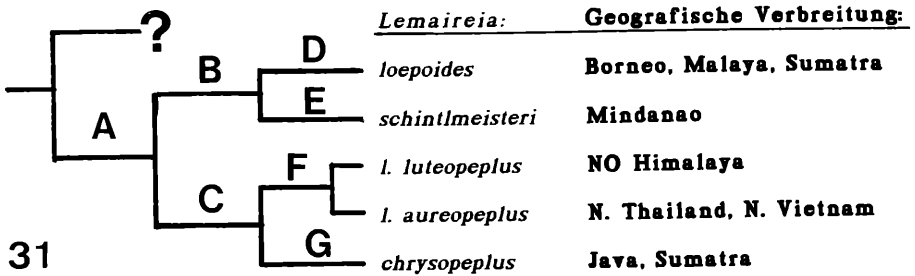 Lemaireia: Geografische Verbreitung:
?
D
B
loepoides Borneo, Malaya, Sumatra
E
schintlmeisteri Mindanao
A
F
l. luteopeplus NO Himalaya
C
l. aureopeplus N. Thailand, N. Vietnam
G
31
chrysopeplus Java, Sumatra